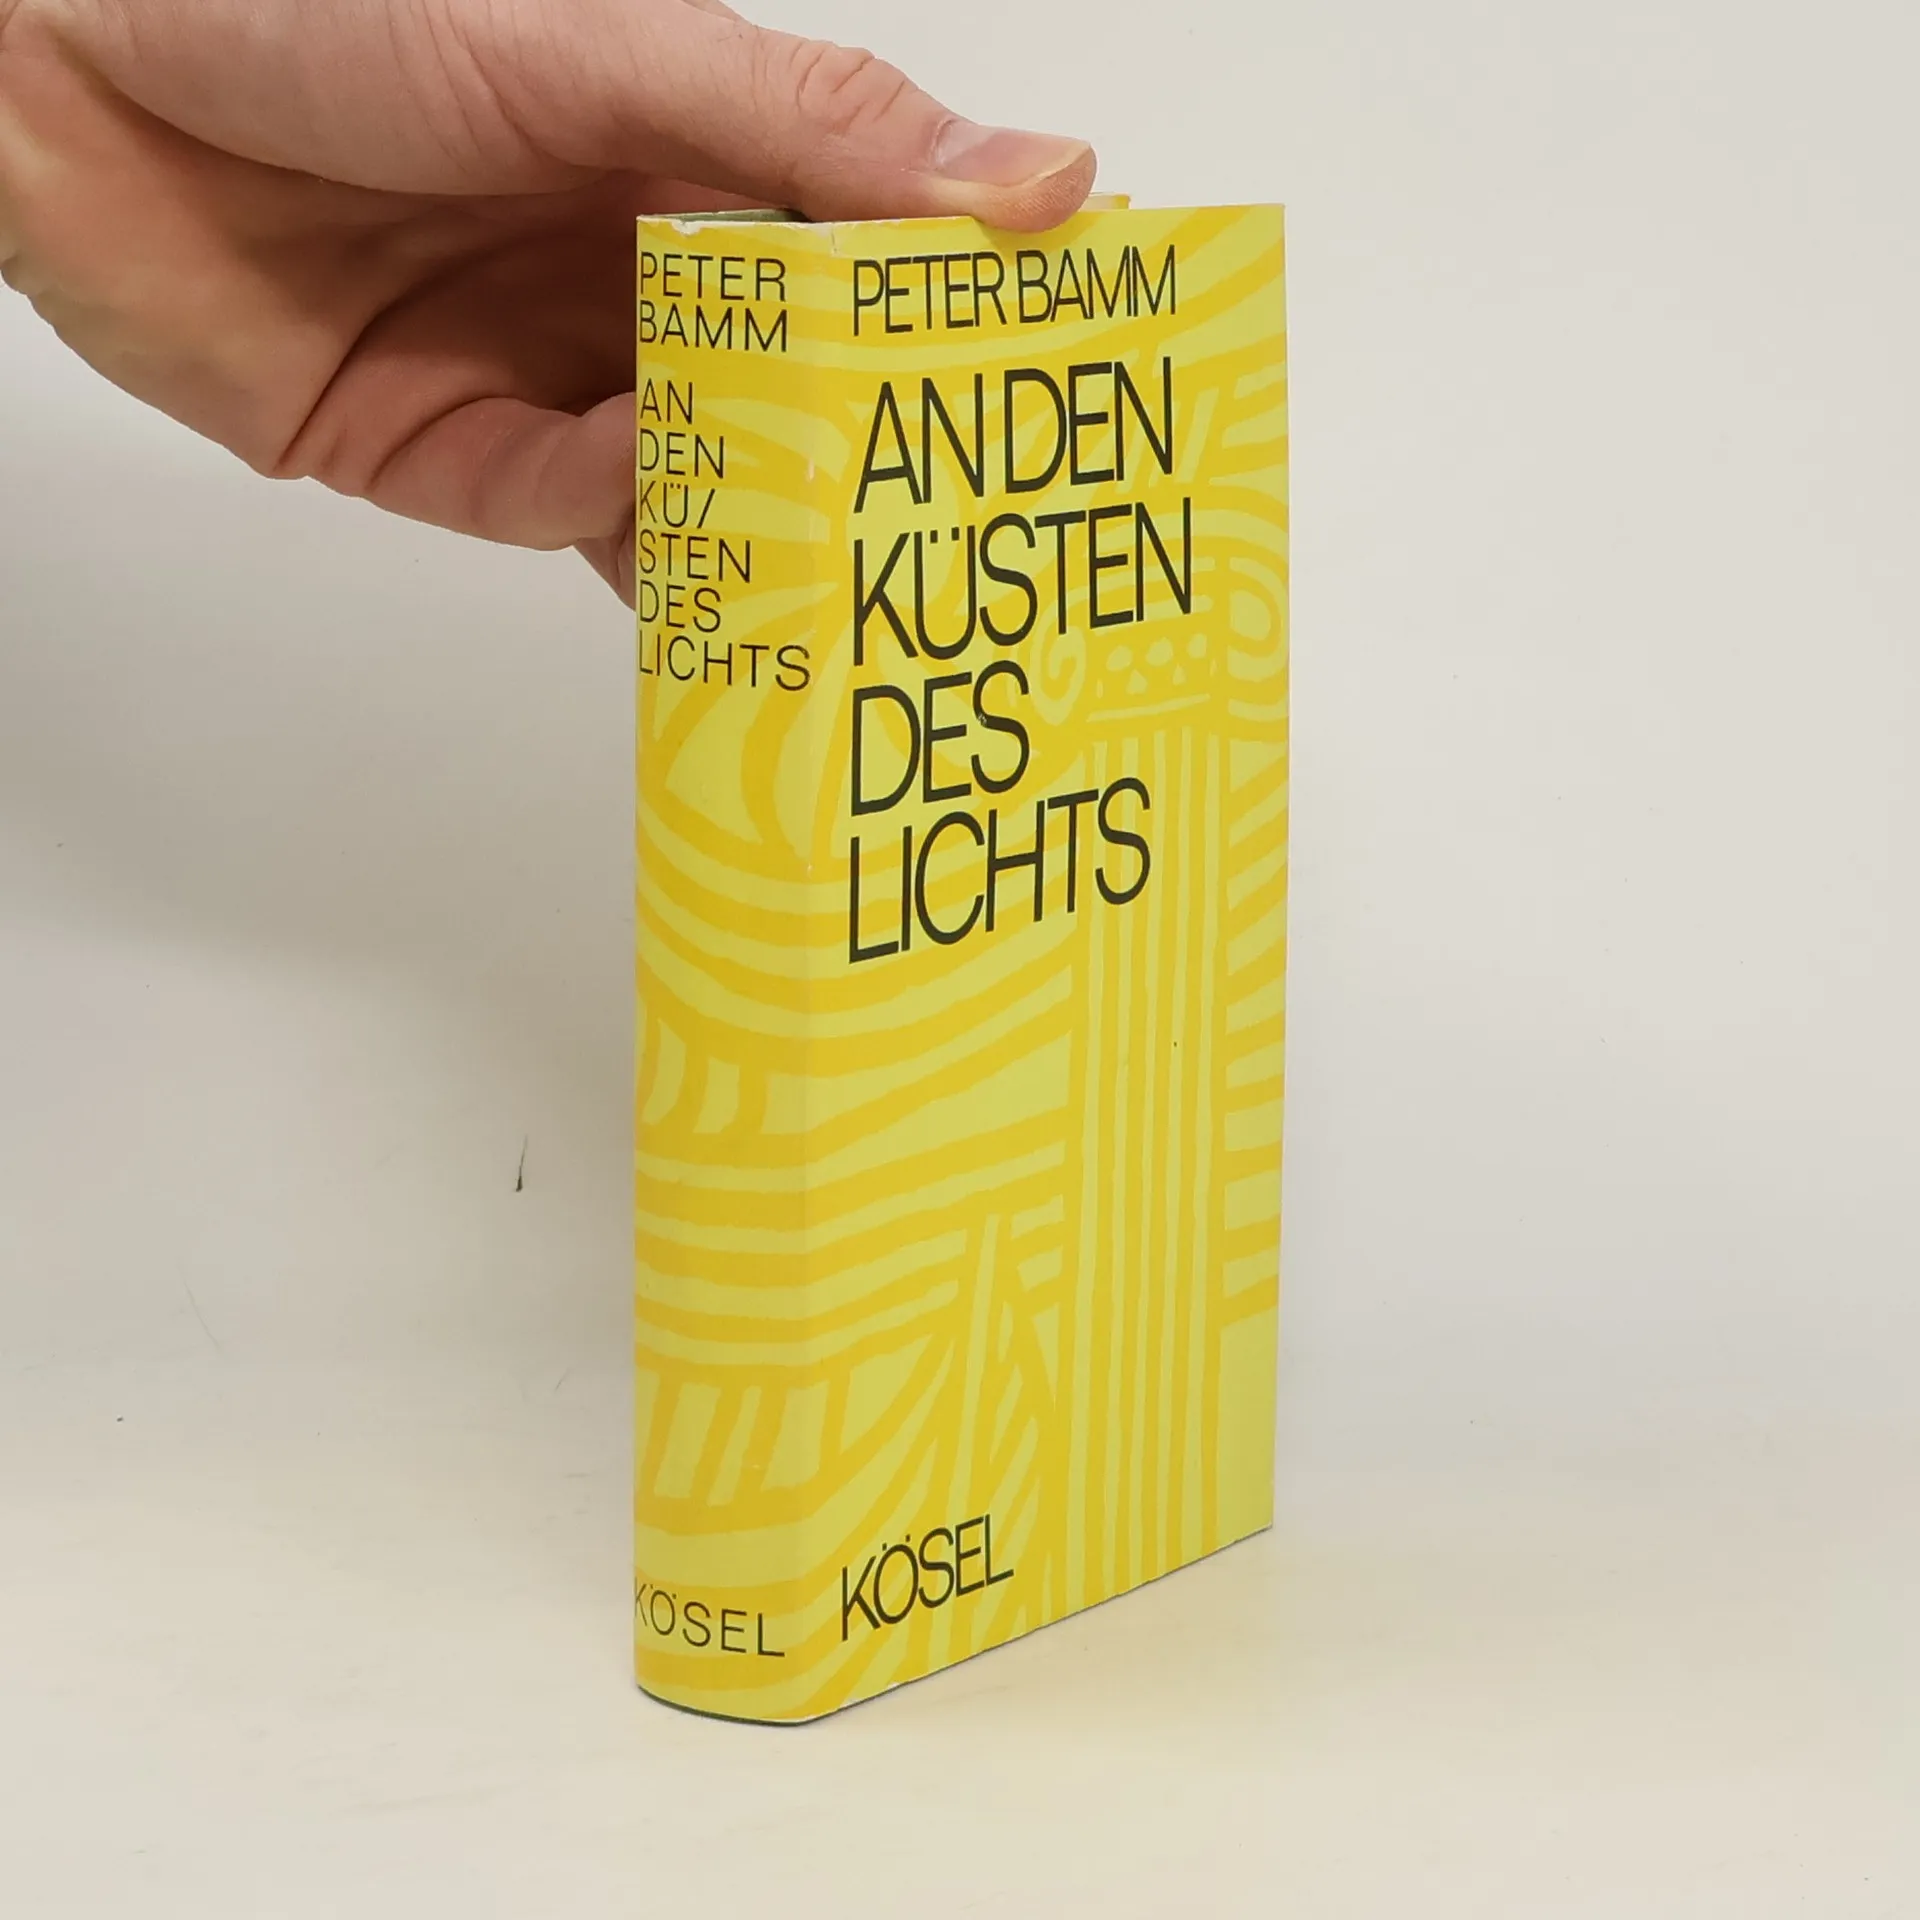 PETER
BAMM
AN
DEN
KÜ/
STEN
DES
LICHTS
KÖSEL
PETER BAMM
AN DEN
KÜSTEN
DES
LICHTS
KÖSEL